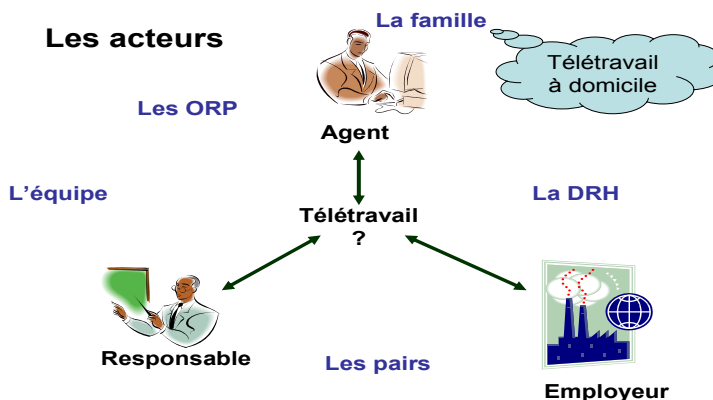 La famille
Les acteurs
Télétravail
à domicile
Les ORP
Agent
L'équipe
La DRH
Télétravail
?
Responsable
Les pairs
Employeur